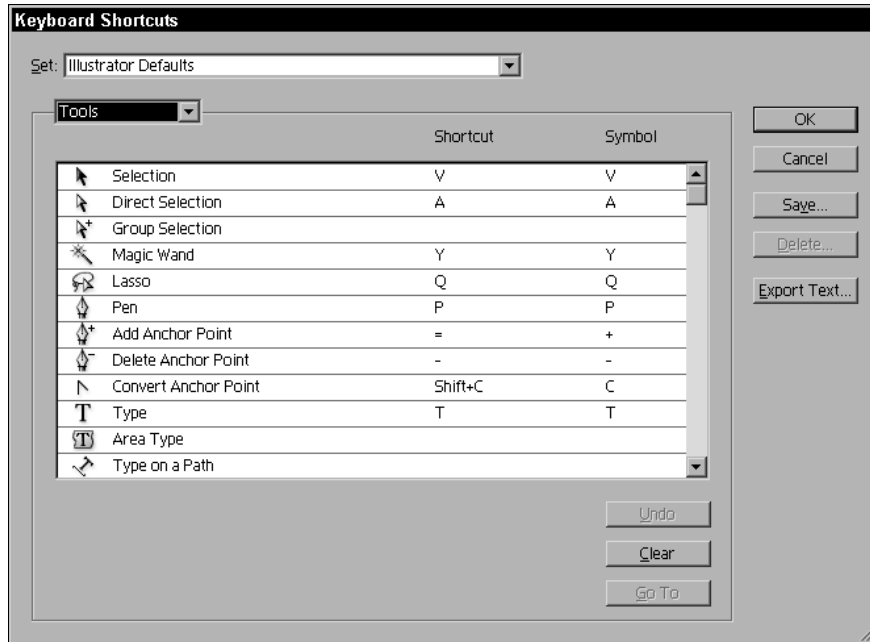 Keyboard Shortcuts
Set: Illustrator Defaults
Tools
Shortcut Symbol
Selection V V
Direct Selection A A
Group Selection
Magic Wand Y Y
Lasso Q Q
Pen P P
Add Anchor Point = +
Delete Anchor Point - -
Convert Anchor Point Shift+C C
T Type T T
T Area Type
Type on a Path
OK
Cancel
Save...
Delete...
Export Text...
Undo
Clear
Go To